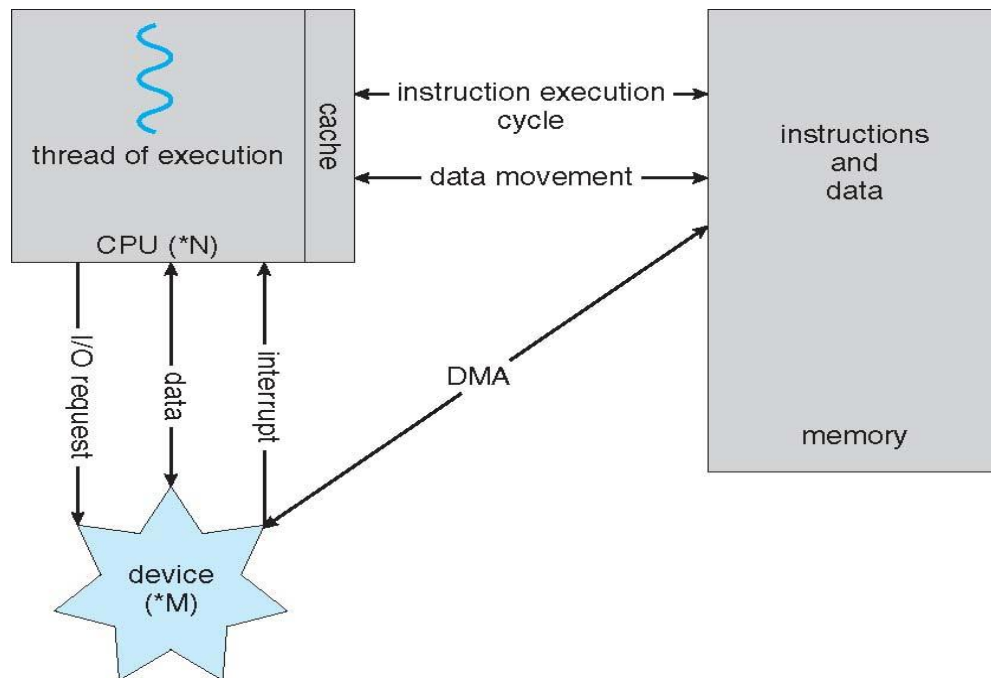 thread of execution
cache
CPU (*N)
instruction execution
cycle
data movement
instructions
and
data
memory
I/O request
data
interrupt
DMA
device
(*M)